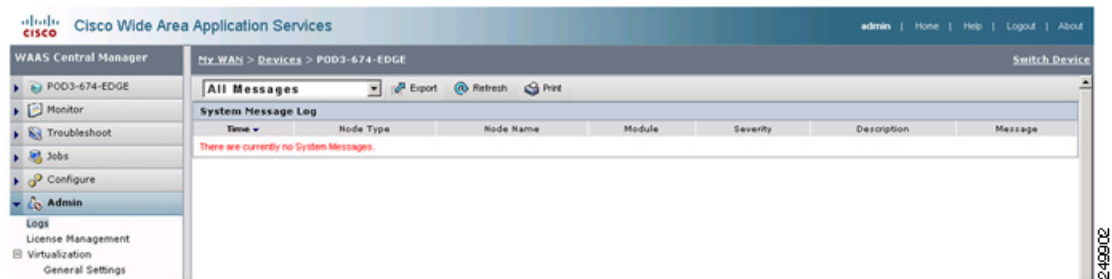 CISCO Cisco Wide Area Application Services admin | Home | Help | Logout | About
WAAS Central Manager
My WAN > Devices > POD3-674-EDGE Switch Device
POD3-674-EDGE
Monitor
Troubleshoot
Jobs
Configure
Admin
Logs
License Management
Virtualization
General Settings
All Messages Export Refresh Print
System Message Log
Time Node Type Node Name Module Severity Description Message
There are currently no System Messages.
249902